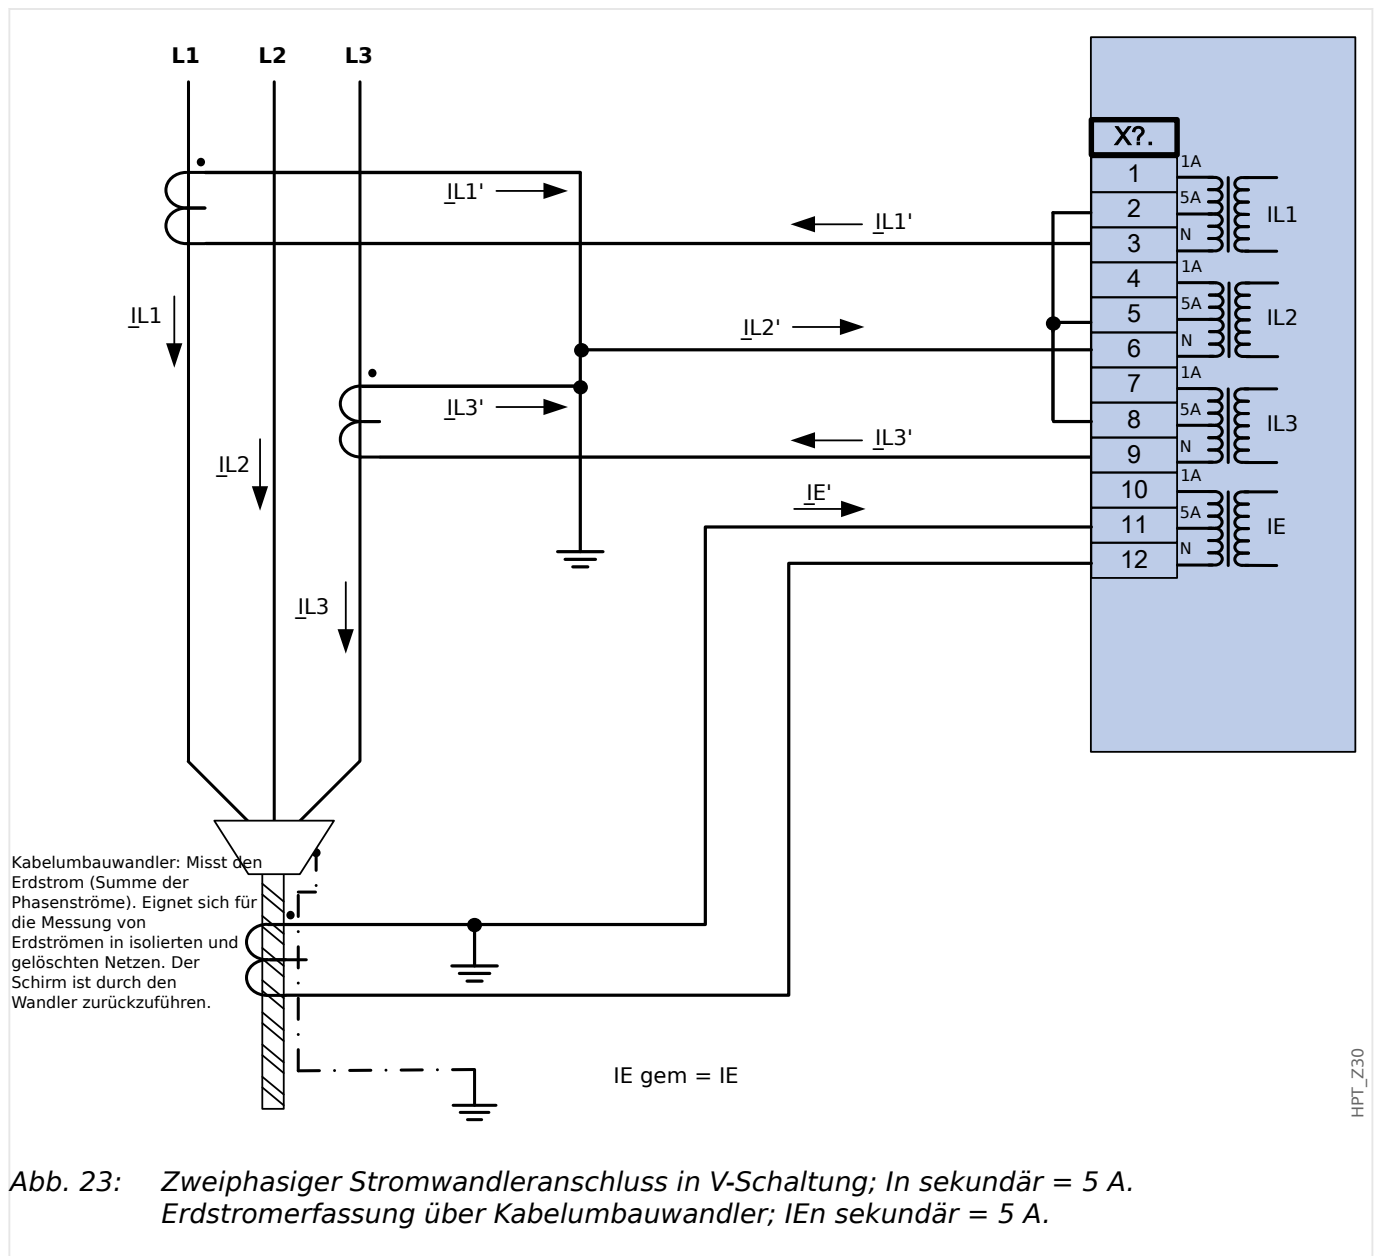 L1 L2 L3
X?.
1 1A
2 5A IL1
3 N
4 1A
5 5A IL2
6 N
7 1A
8 5A IL3
9 N
10 1A
11 5A IE
12 N
IL1'
IL1'
IL1
IL2'
IL3'
IL3'
IL2
IE'
IL3
Kabelumbauwandler: Misst den
Erdstrom (Summe der
Phasenströme). Eignet sich für
die Messung von
Erdströmen in isolierten und
gelöschten Netzen. Der
Schirm ist durch den
Wandler zurückzuführen.
IE gem = IE
HPT_Z30
Abb. 23: Zweiphasiger Stromwandleranschluss in V-Schaltung; In sekundär = 5 A.
Erdstromerfassung über Kabelumbauwandler; IEn sekundär = 5 A.